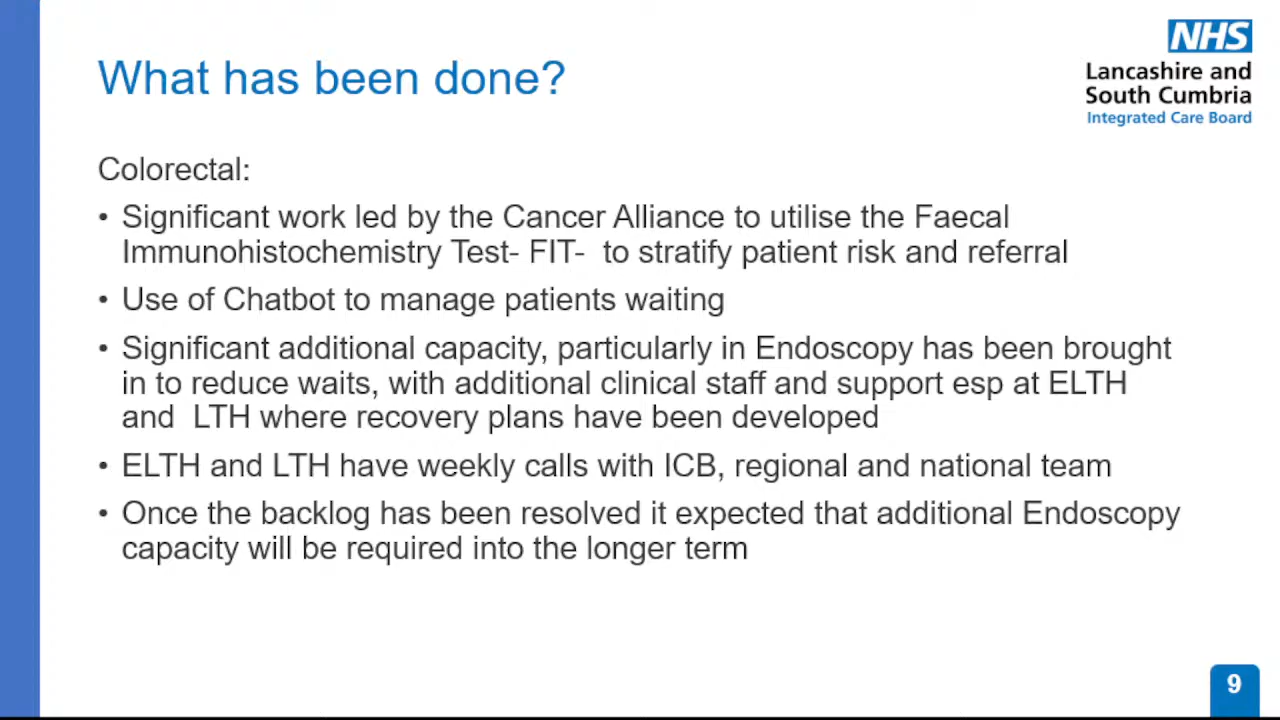 What has been done?
NHS
Lancashire and
South Cumbria
Integrated Care Board
Colorectal:
• Significant work led by the Cancer Alliance to utilise the Faecal
Immunohistochemistry Test- FIT-  to stratify patient risk and referral
• Use of Chatbot to manage patients waiting
• Significant additional capacity, particularly in Endoscopy has been brought
in to reduce waits, with additional clinical staff and support esp at ELTH
and  LTH where recovery plans have been developed
• ELTH and LTH have weekly calls with ICB, regional and national team
• Once the backlog has been resolved it expected that additional Endoscopy
capacity will be required into the longer term
9